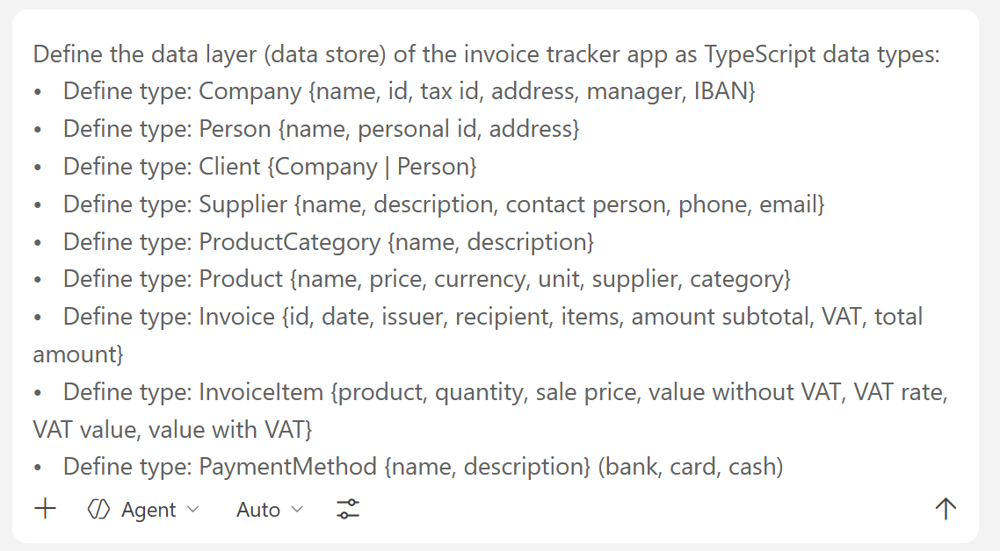 Define the data layer (data store) of the invoice tracker app as TypeScript data types:
• Define type: Company {name, id, tax id, address, manager, IBAN}
• Define type: Person {name, personal id, address}
• Define type: Client {Company | Person}
• Define type: Supplier {name, description, contact person, phone, email}
• Define type: ProductCategory {name, description}
• Define type: Product {name, price, currency, unit, supplier, category}
• Define type: Invoice {id, date, issuer, recipient, items, amount subtotal, VAT, total
amount}
• Define type: InvoiceItem {product, quantity, sale price, value without VAT, VAT rate,
VAT value, value with VAT}
• Define type: PaymentMethod {name, description} (bank, card, cash)
Agent Auto